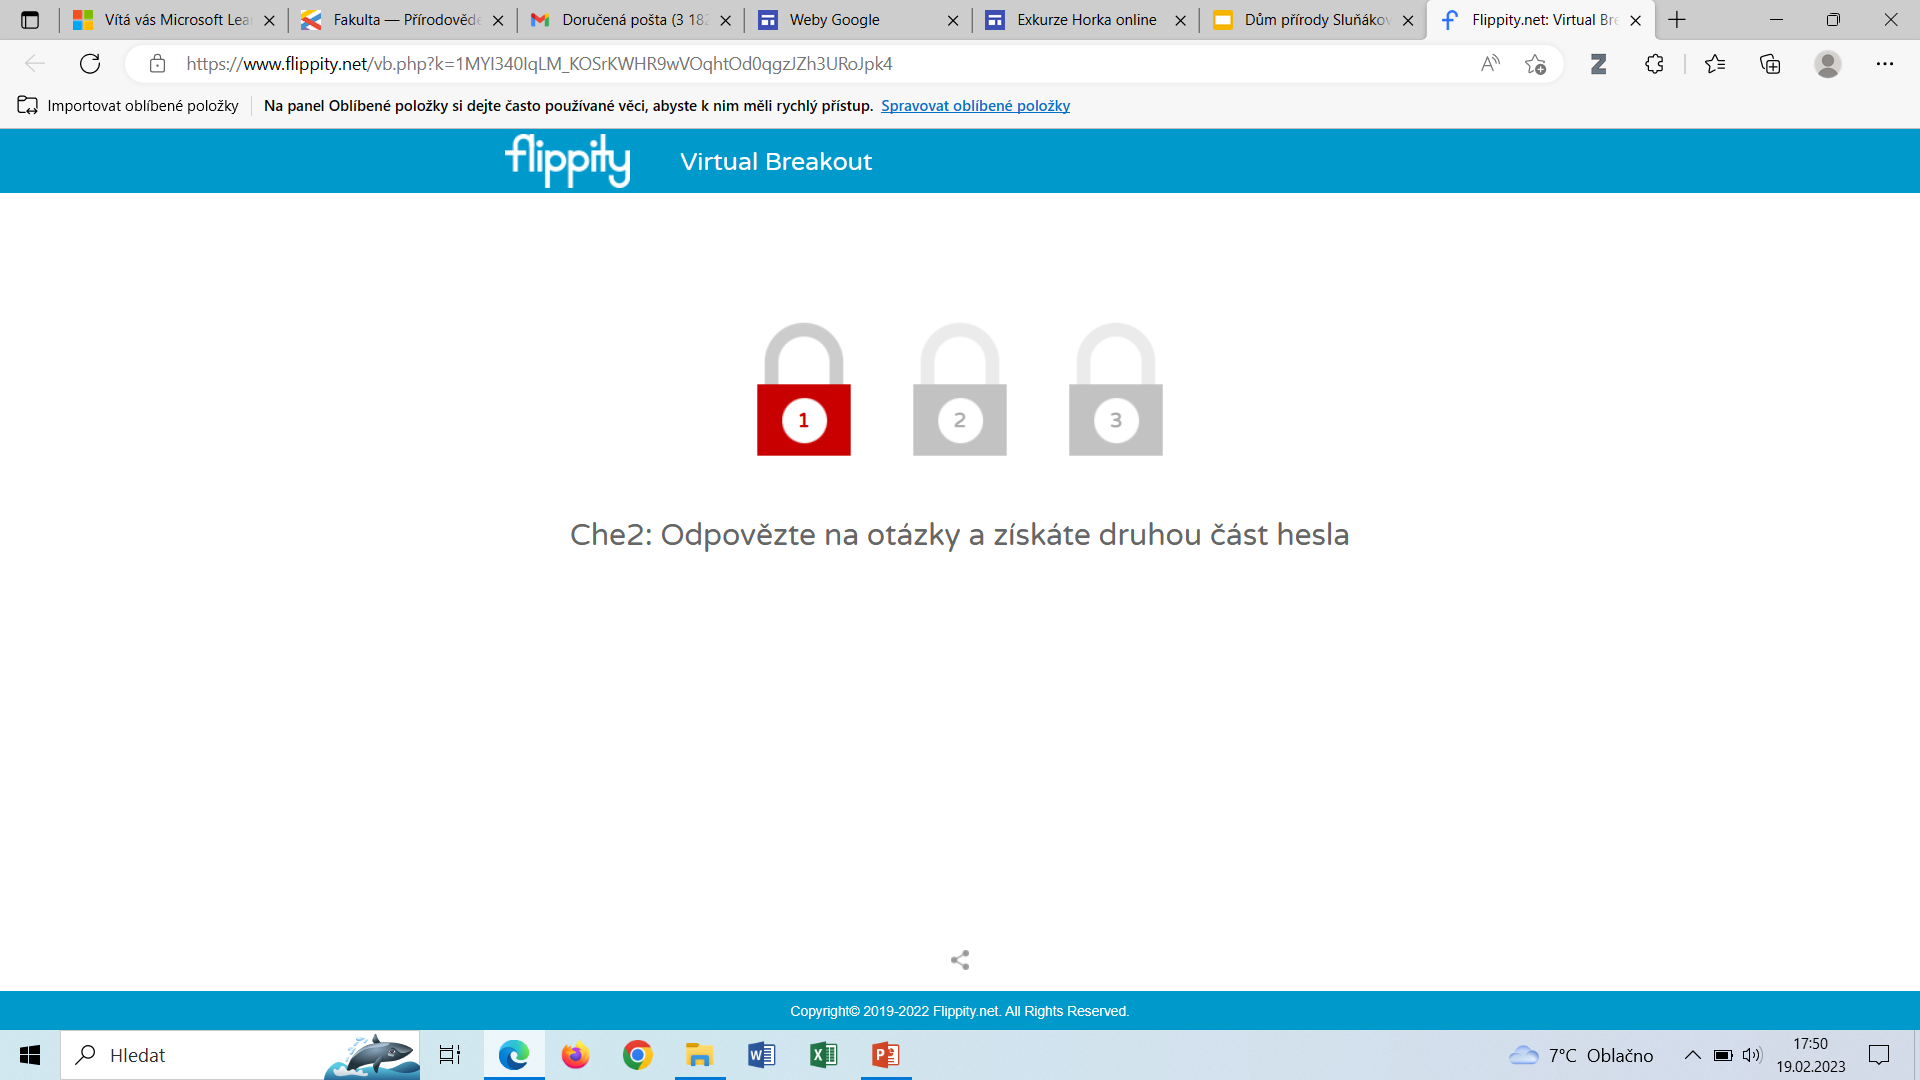 Vítá vás Microsoft Lea
Fakulta — Přírodověde
Doručená pošta (3 182
Weby Google
Exkurze Horka online
Dům přírody Sluňákov
Flippity.net: Virtual Bre
https://www.flippity.net/vb.php?k=1MYI340IqLM_KOSrKWHR9wVOqhtOd0qgzJZh3URoJpk4
Importovat oblíbené položky
Na panel Oblíbené položky si dejte často používané věci, abyste k nim měli rychlý přístup. Spravovat oblíbené položky
flippity
Virtual Breakout
1
2
3
Che2: Odpovězte na otázky a získáte druhou část hesla
Copyright© 2019-2022 Flippity.net. All Rights Reserved.
Hledat
7°C Oblačno
17:50
19.02.2023